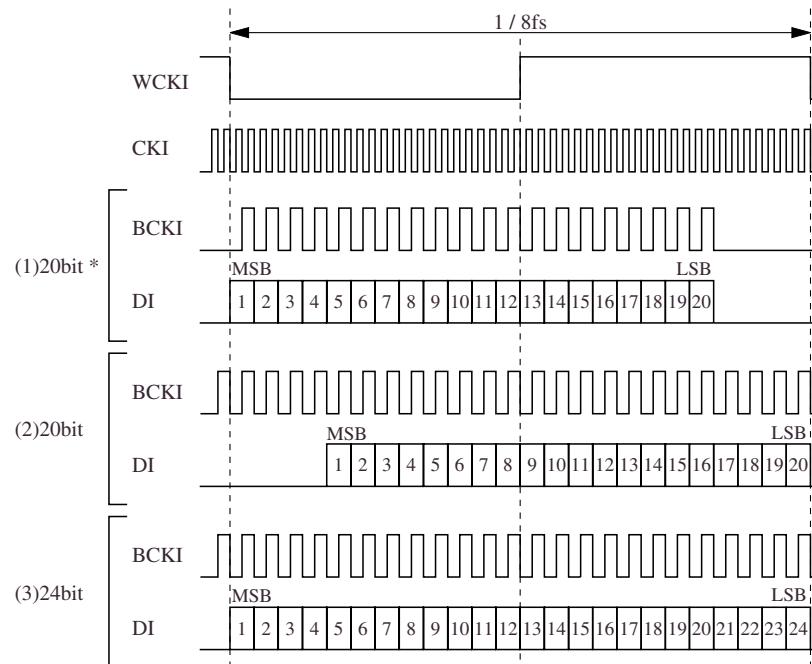 1 / 8fs
WCKI
CKI
BCKI
(1)20bit *
MSB LSB
DI 1 2 3 4 5 6 7 8 9 10 11 12 13 14 15 16 17 18 19 20
BCKI
(2)20bit
MSB LSB
DI 1 2 3 4 5 6 7 8 9 10 11 12 13 14 15 16 17 18 19 20
BCKI
(3)24bit
MSB LSB
DI 1 2 3 4 5 6 7 8 9 10 11 12 13 14 15 16 17 18 19 20 21 22 23 24